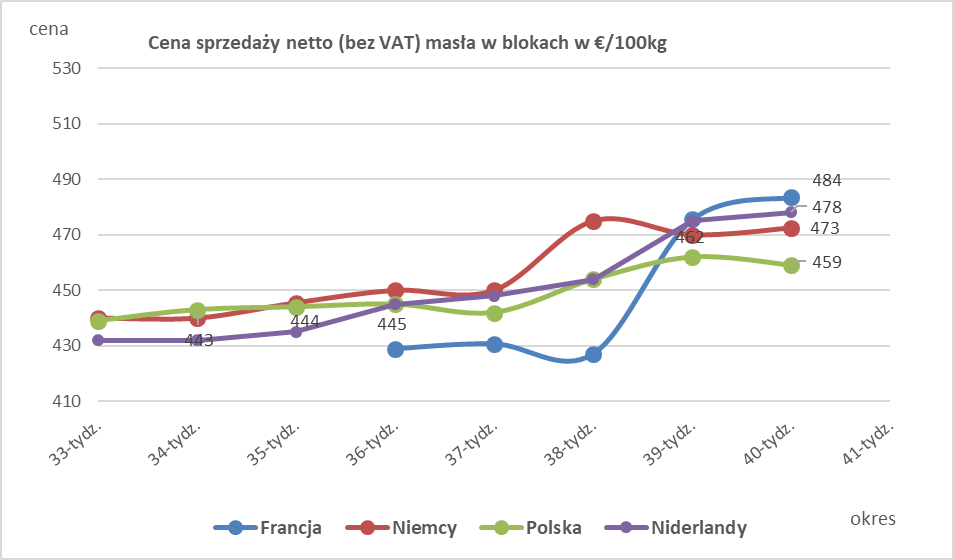 cena
Cena sprzedaży netto (bez VAT) masła w blokach w €/100kg
530
510
490
470
450
430
410
484
478
473
459
462
445
444
443
33-tydz.
34-tydz.
35-tydz.
36-tydz.
37-tydz.
38-tydz.
39-tydz.
40-tydz.
41-tydz.
okres
Francja Niemcy Polska Niderlandy